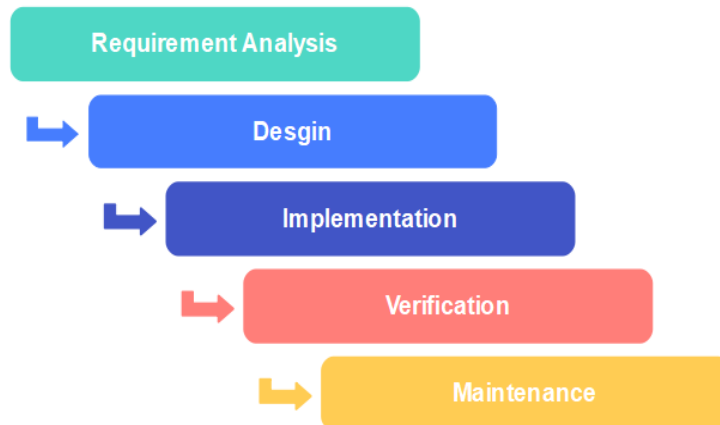 Requirement Analysis
Desgin
Implementation
Verification
Maintenance